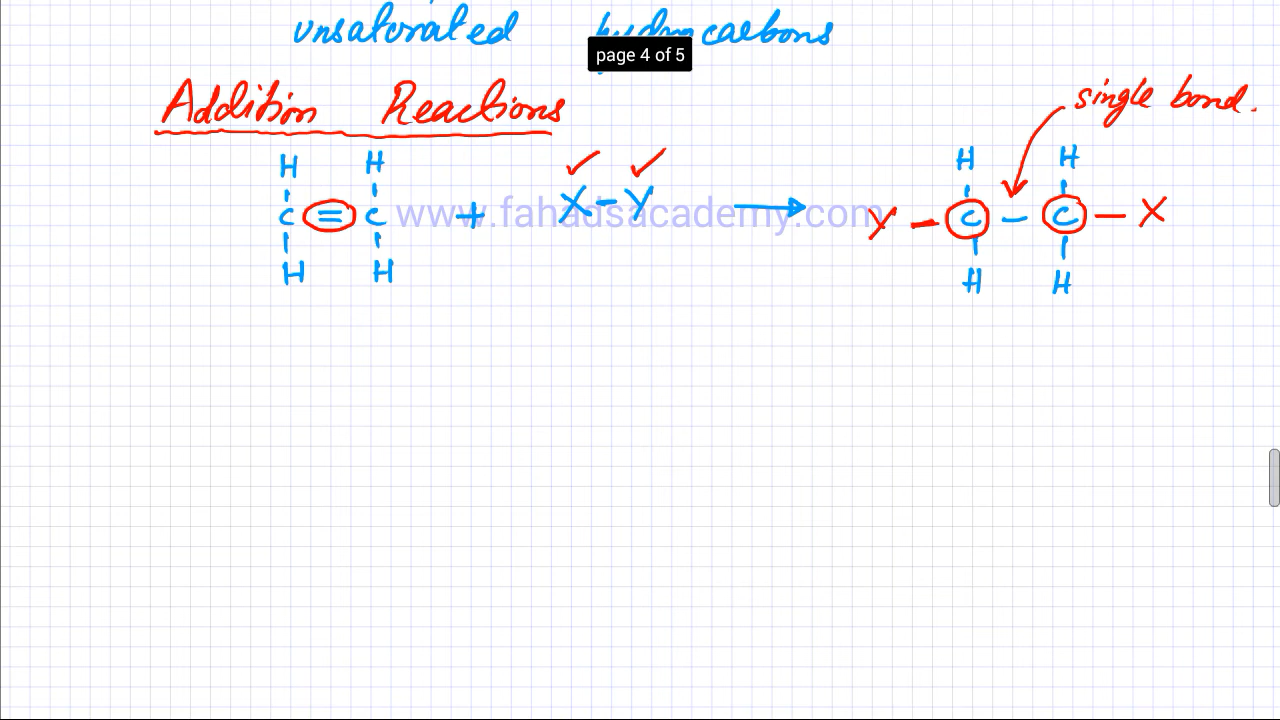 unsaturated hydrocarbons
page 4 of 5
Addition Reactions
single bond.
H H H H
C = C + X - Y → Y - C - C - X
www.fahadsacademy.com
H H H H